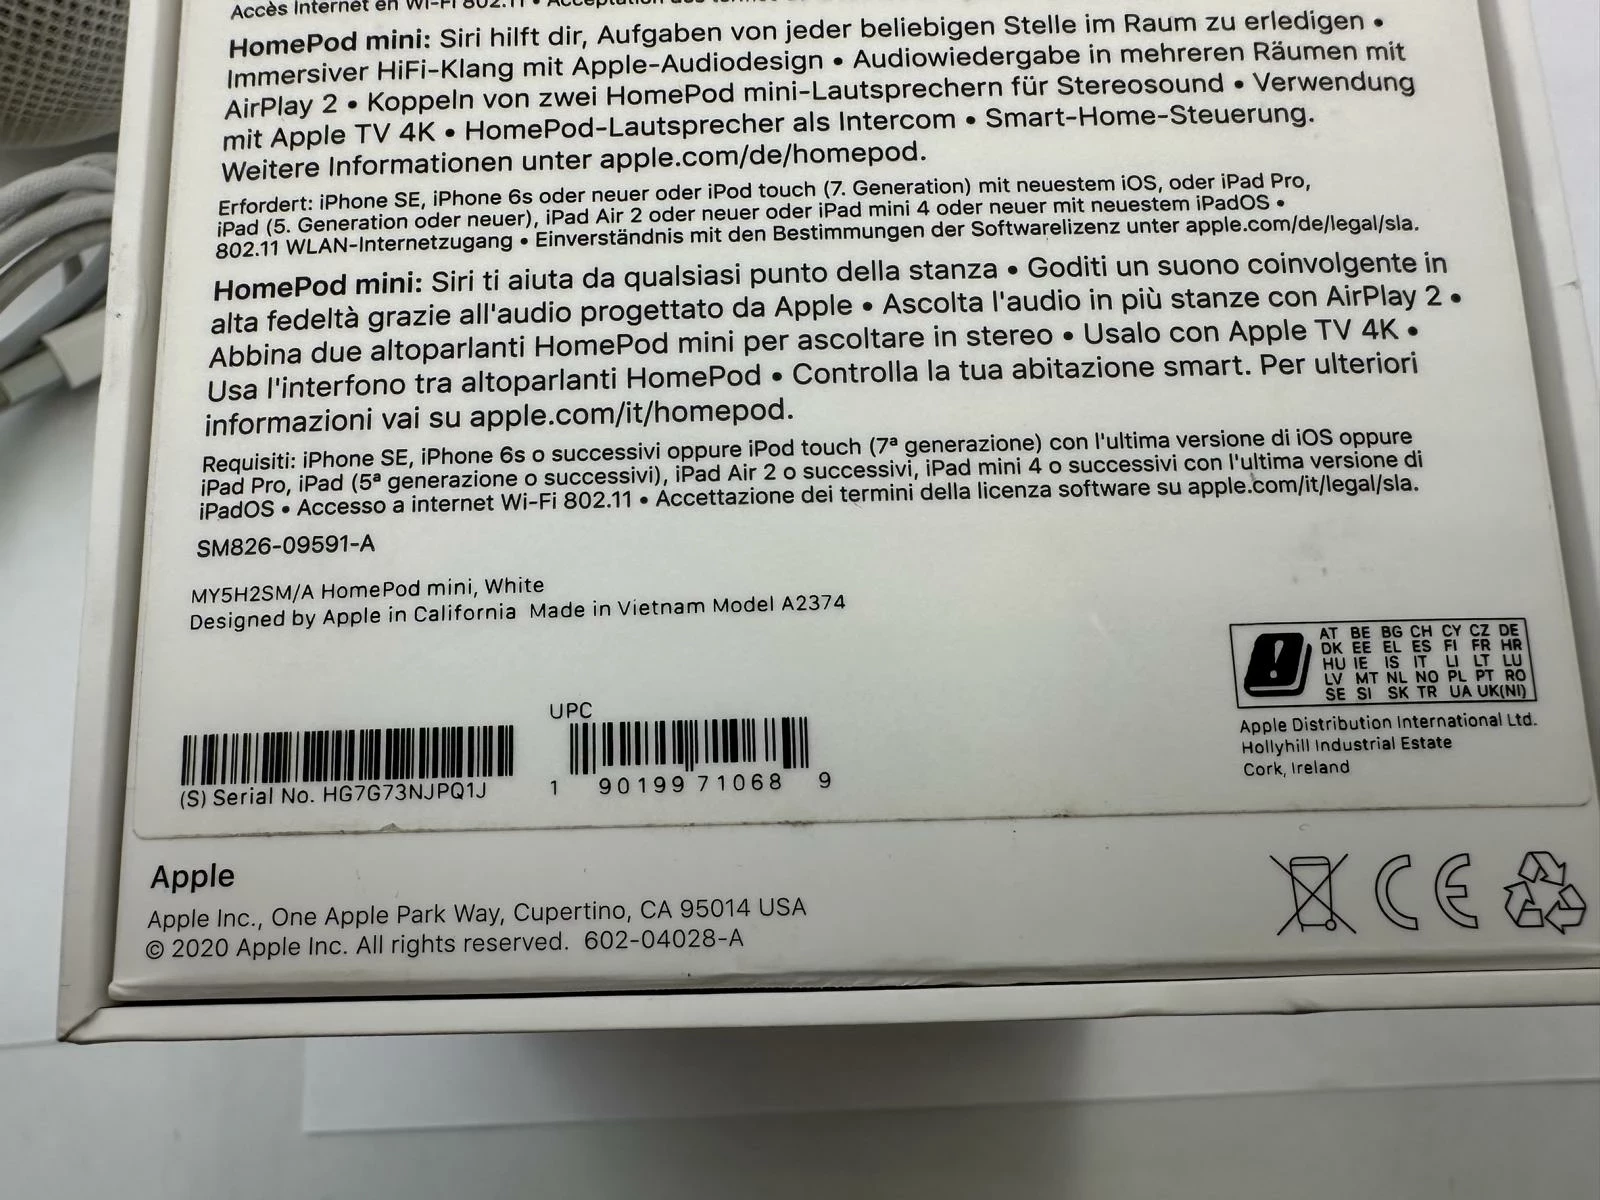 Accès Internet en Wi-Fi 802.11 • Acceptation des termes de
HomePod mini: Siri hilft dir, Aufgaben von jeder beliebigen Stelle im Raum zu erledigen •
Immersiver HiFi-Klang mit Apple-Audiodesign • Audiowiedergabe in mehreren Räumen mit
AirPlay 2 • Koppeln von zwei HomePod mini-Lautsprechern für Stereosound • Verwendung
mit Apple TV 4K • HomePod-Lautsprecher als Intercom • Smart-Home-Steuerung.
Weitere Informationen unter apple.com/de/homepod.
Erfordert: iPhone SE, iPhone 6s oder neuer oder iPod touch (7. Generation) mit neuestem iOS, oder iPad Pro,
iPad (5. Generation oder neuer), iPad Air 2 oder neuer oder iPad mini 4 oder neuer mit neuestem iPadOS •
802.11 WLAN-Internetzugang • Einverständnis mit den Bestimmungen der Softwarelizenz unter apple.com/de/legal/sla.
HomePod mini: Siri ti aiuta da qualsiasi punto della stanza • Goditi un suono coinvolgente in
alta fedeltà grazie all'audio progettato da Apple • Ascolta l'audio in più stanze con AirPlay 2 •
Abbina due altoparlanti HomePod mini per ascoltare in stereo • Usalo con Apple TV 4K •
Usa l'interfono tra altoparlanti HomePod • Controlla la tua abitazione smart. Per ulteriori
informazioni vai su apple.com/it/homepod.
Requisiti: iPhone SE, iPhone 6s o successivi oppure iPod touch (7ª generazione) con l'ultima versione di iOS oppure
iPad Pro, iPad (5ª generazione o successivi), iPad Air 2 o successivi, iPad mini 4 o successivi con l'ultima versione di
iPadOS • Accesso a internet Wi-Fi 802.11 • Accettazione dei termini della licenza software su apple.com/it/legal/sla.
SM826-09591-A
MY5H2SM/A HomePod mini, White
Designed by Apple in California Made in Vietnam Model A2374
AT BE BG CH CY CZ DE
DK EE EL ES FI FR HR
HU IE IS IT LI LT LU
LV MT NL NO PL PT RO
SE SI SK TR UA UK(NI)
Apple Distribution International Ltd.
Hollyhill Industrial Estate
Cork, Ireland
UPC
(S) Serial No. HG7G73NJPQ1J
1 90199 71068 9
Apple
Apple Inc., One Apple Park Way, Cupertino, CA 95014 USA
© 2020 Apple Inc. All rights reserved. 602-04028-A
CE